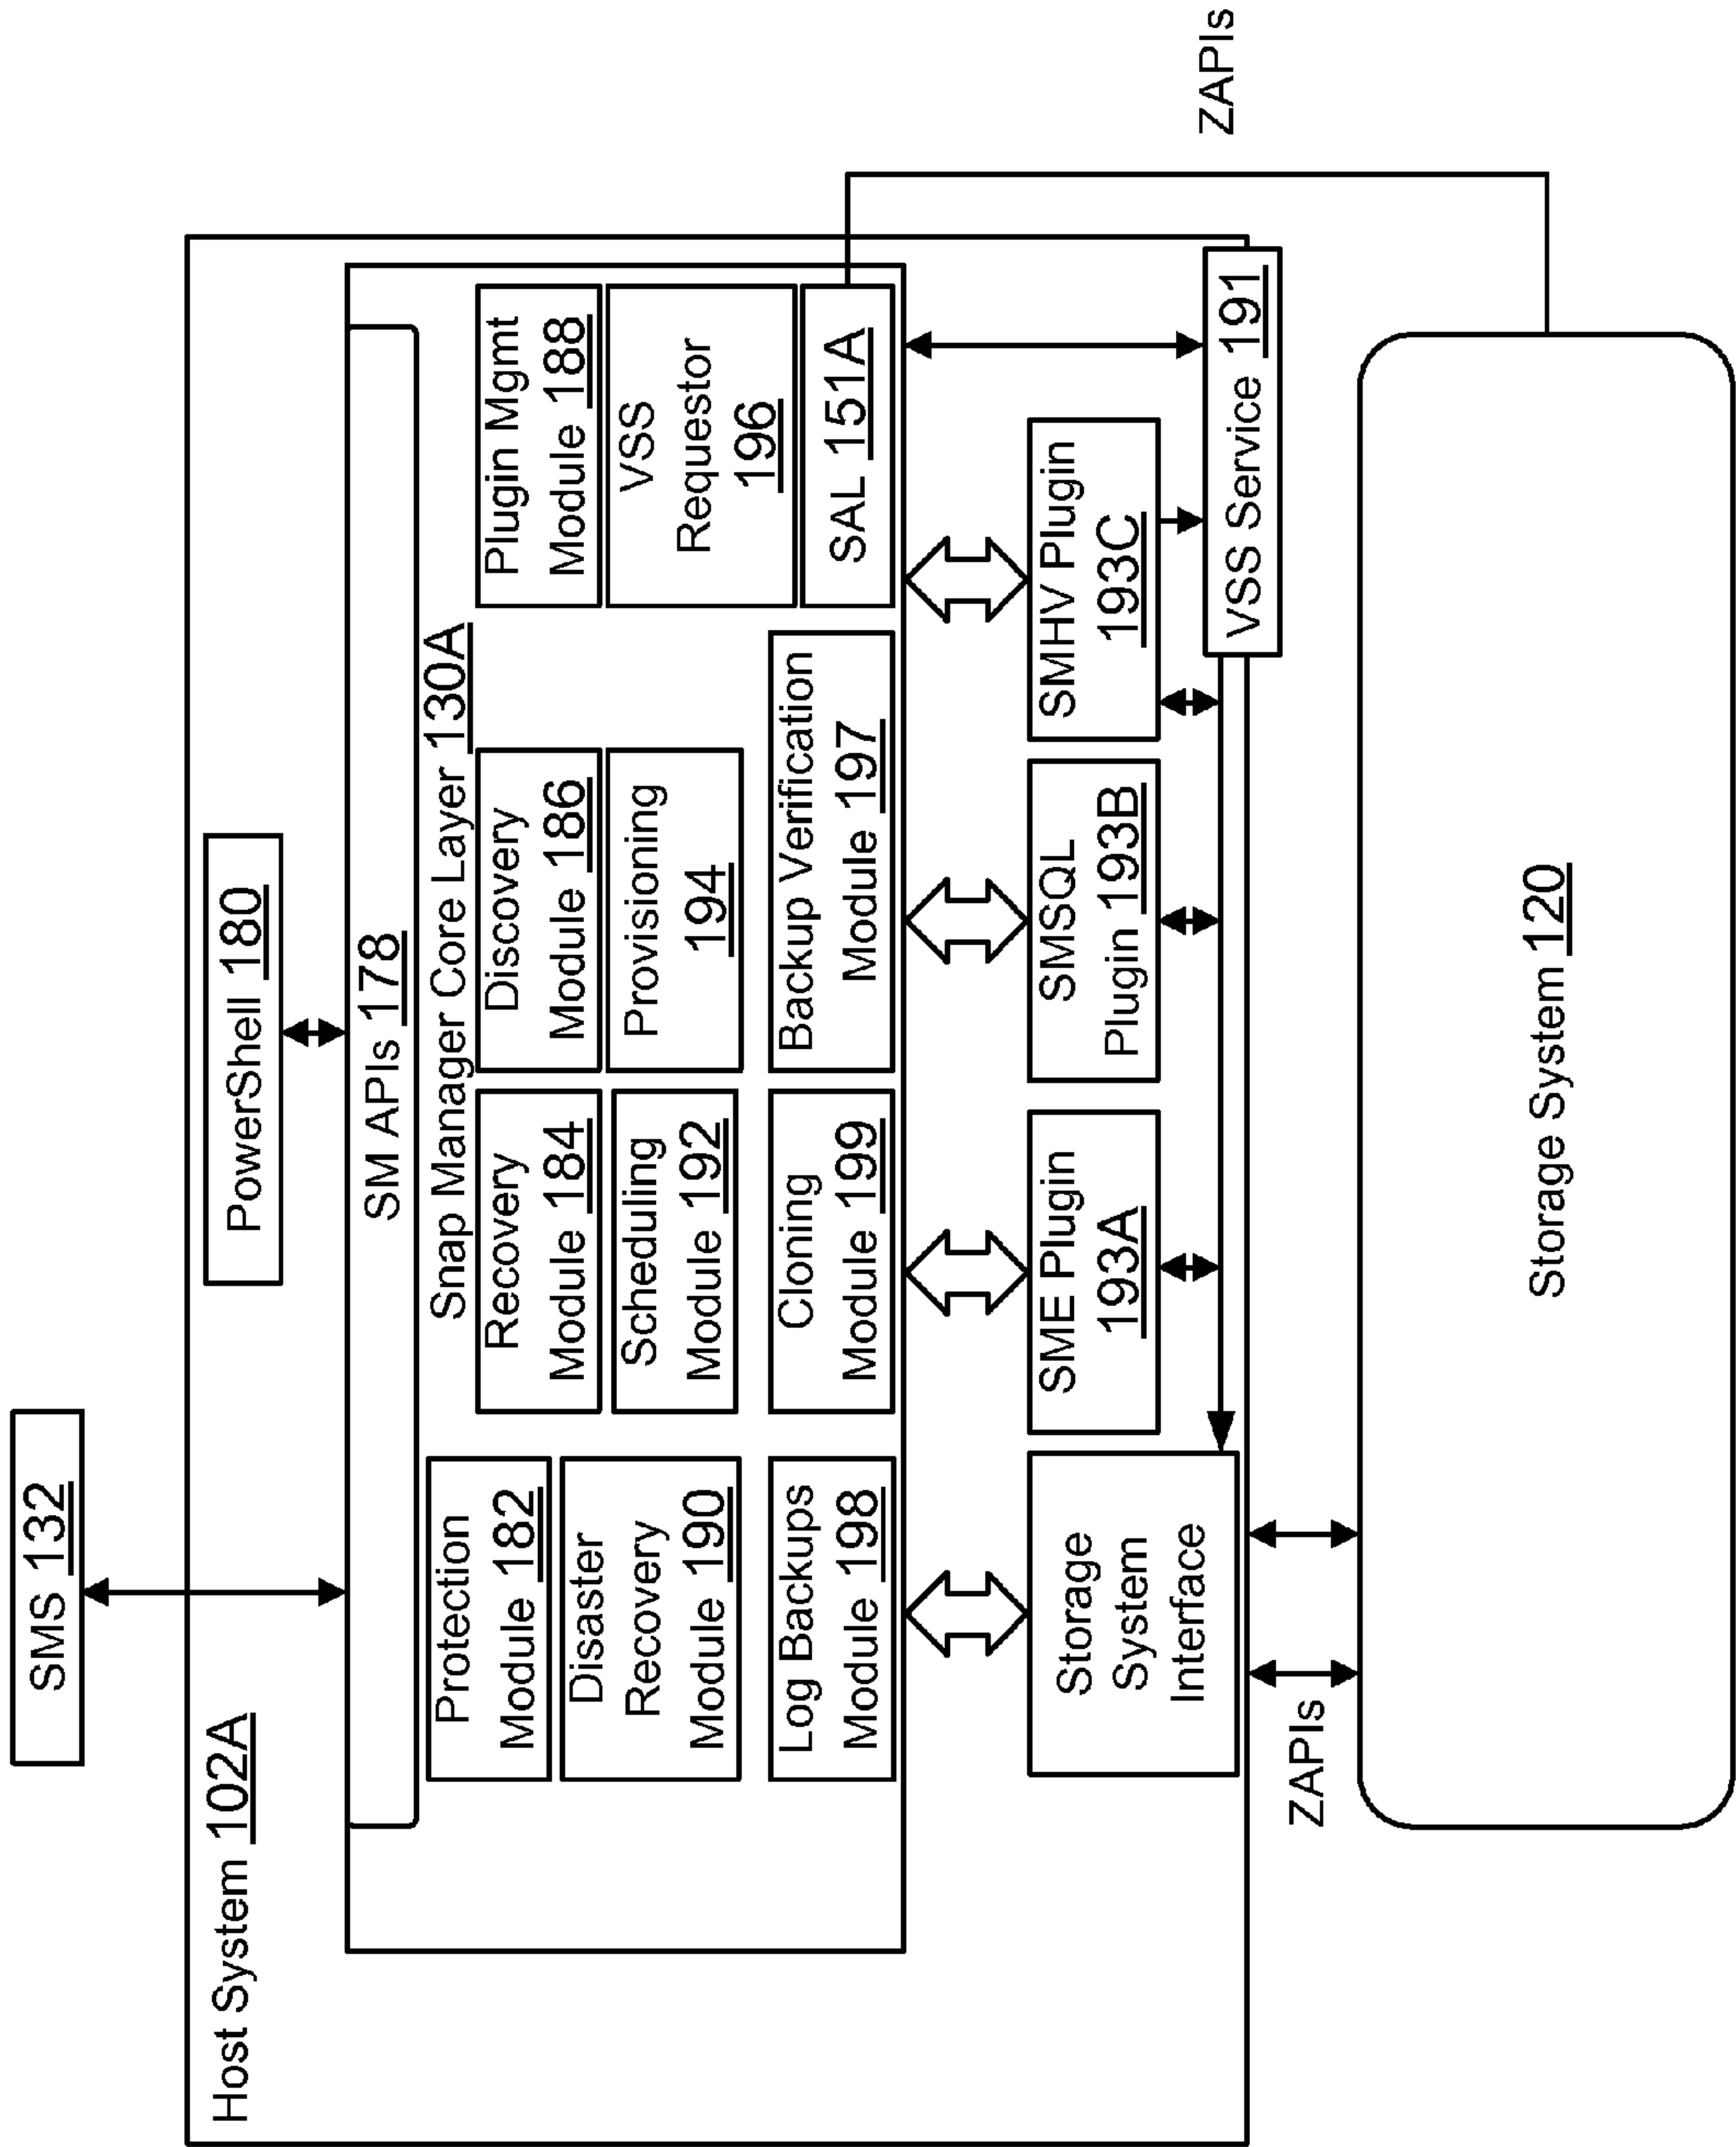 SMS 132
Host System 102A
PowerShell 180
SM APIs 178
Snap Manager Core Layer 130A
Protection
Module 182
Recovery
Module 184
Discovery
Module 186
Plugin Mgmt
Module 188
Disaster
Recovery
Module 190
Scheduling
Module 192
Provisioning
194
VSS
Requestor
196
Log Backups
Module 198
Cloning
Module 199
Backup Verification
Module 197
SAL 151A
Storage
System
Interface
SME Plugin
193A
SMSQL
Plugin 193B
SMHV Plugin
193C
VSS Service 191
ZAPIs
ZAPIs
Storage System 120